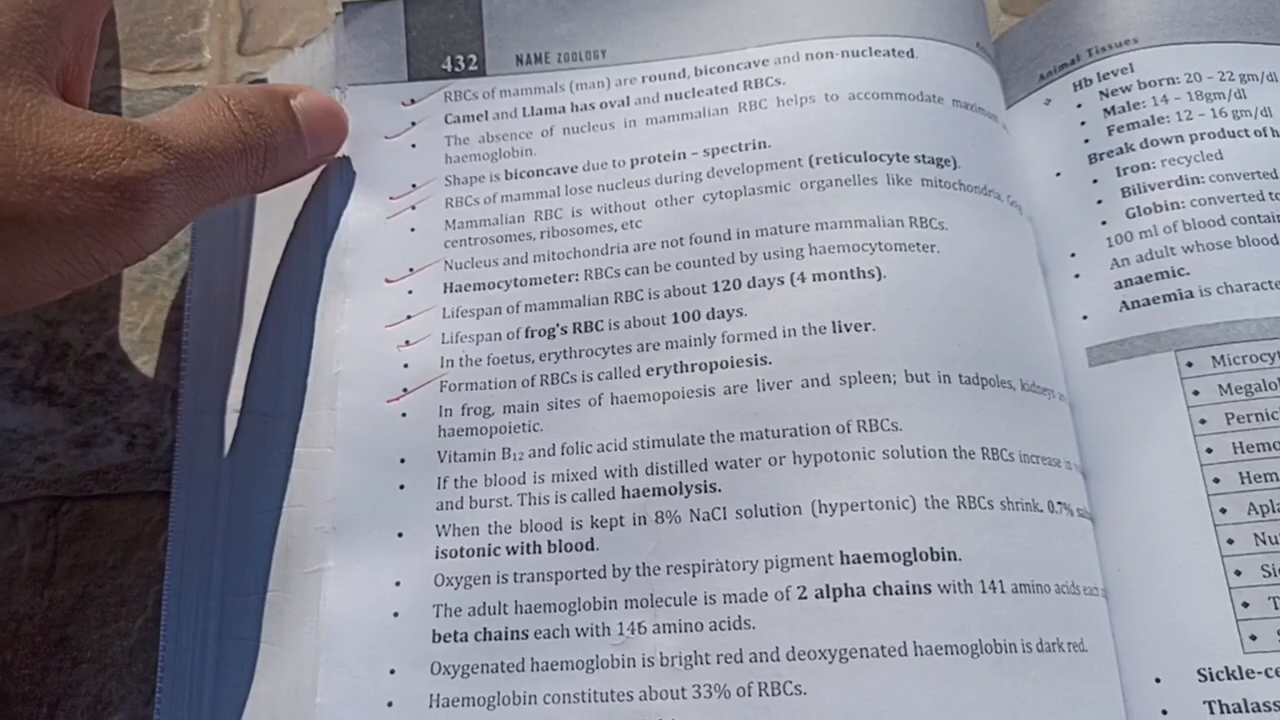 432 NAME ZOOLOGY
• RBCs of mammals (man) are round, biconcave and non-nucleated.
• Camel and Llama has oval and nucleated RBCs.
• The absence of nucleus in mammalian RBC helps to accommodate maximum
haemoglobin.
• Shape is biconcave due to protein – spectrin.
• RBCs of mammal lose nucleus during development (reticulocyte stage).
• Mammalian RBC is without other cytoplasmic organelles like mitochondria,
centrosomes, ribosomes, etc
• Nucleus and mitochondria are not found in mature mammalian RBCs.
• Haemocytometer: RBCs can be counted by using haemocytometer.
• Lifespan of mammalian RBC is about 120 days (4 months).
• Lifespan of frog's RBC is about 100 days.
• In the foetus, erythrocytes are mainly formed in the liver.
• Formation of RBCs is called erythropoiesis.
• In frog, main sites of haemopoiesis are liver and spleen; but in tadpoles, kidneys
haemopoietic.
• Vitamin B₁₂ and folic acid stimulate the maturation of RBCs.
• If the blood is mixed with distilled water or hypotonic solution the RBCs increase
and burst. This is called haemolysis.
• When the blood is kept in 8% NaCl solution (hypertonic) the RBCs shrink. 0.7%
isotonic with blood.
• Oxygen is transported by the respiratory pigment haemoglobin.
• The adult haemoglobin molecule is made of 2 alpha chains with 141 amino acids each
beta chains each with 146 amino acids.
• Oxygenated haemoglobin is bright red and deoxygenated haemoglobin is dark red.
• Haemoglobin constitutes about 33% of RBCs.
Animal Tissues
Hb level
• New born: 20 – 22 gm/dl
• Male: 14 – 18gm/dl
• Female: 12 – 16 gm/dl
Break down product of
• Iron: recycled
• Biliverdin: converted
• Globin: converted
• 100 ml of blood
• An adult whose blood
anaemic.
• Anaemia is